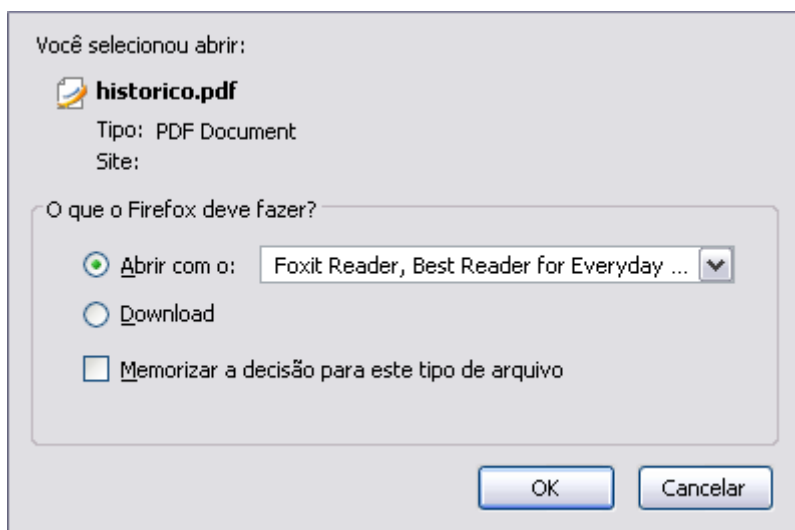 Você selecionou abrir:
historico.pdf
Tipo: PDF Document
Site:
O que o Firefox deve fazer?
Abrir com o: Foxit Reader, Best Reader for Everyday ...
Download
Memorizar a decisão para este tipo de arquivo
OK Cancelar